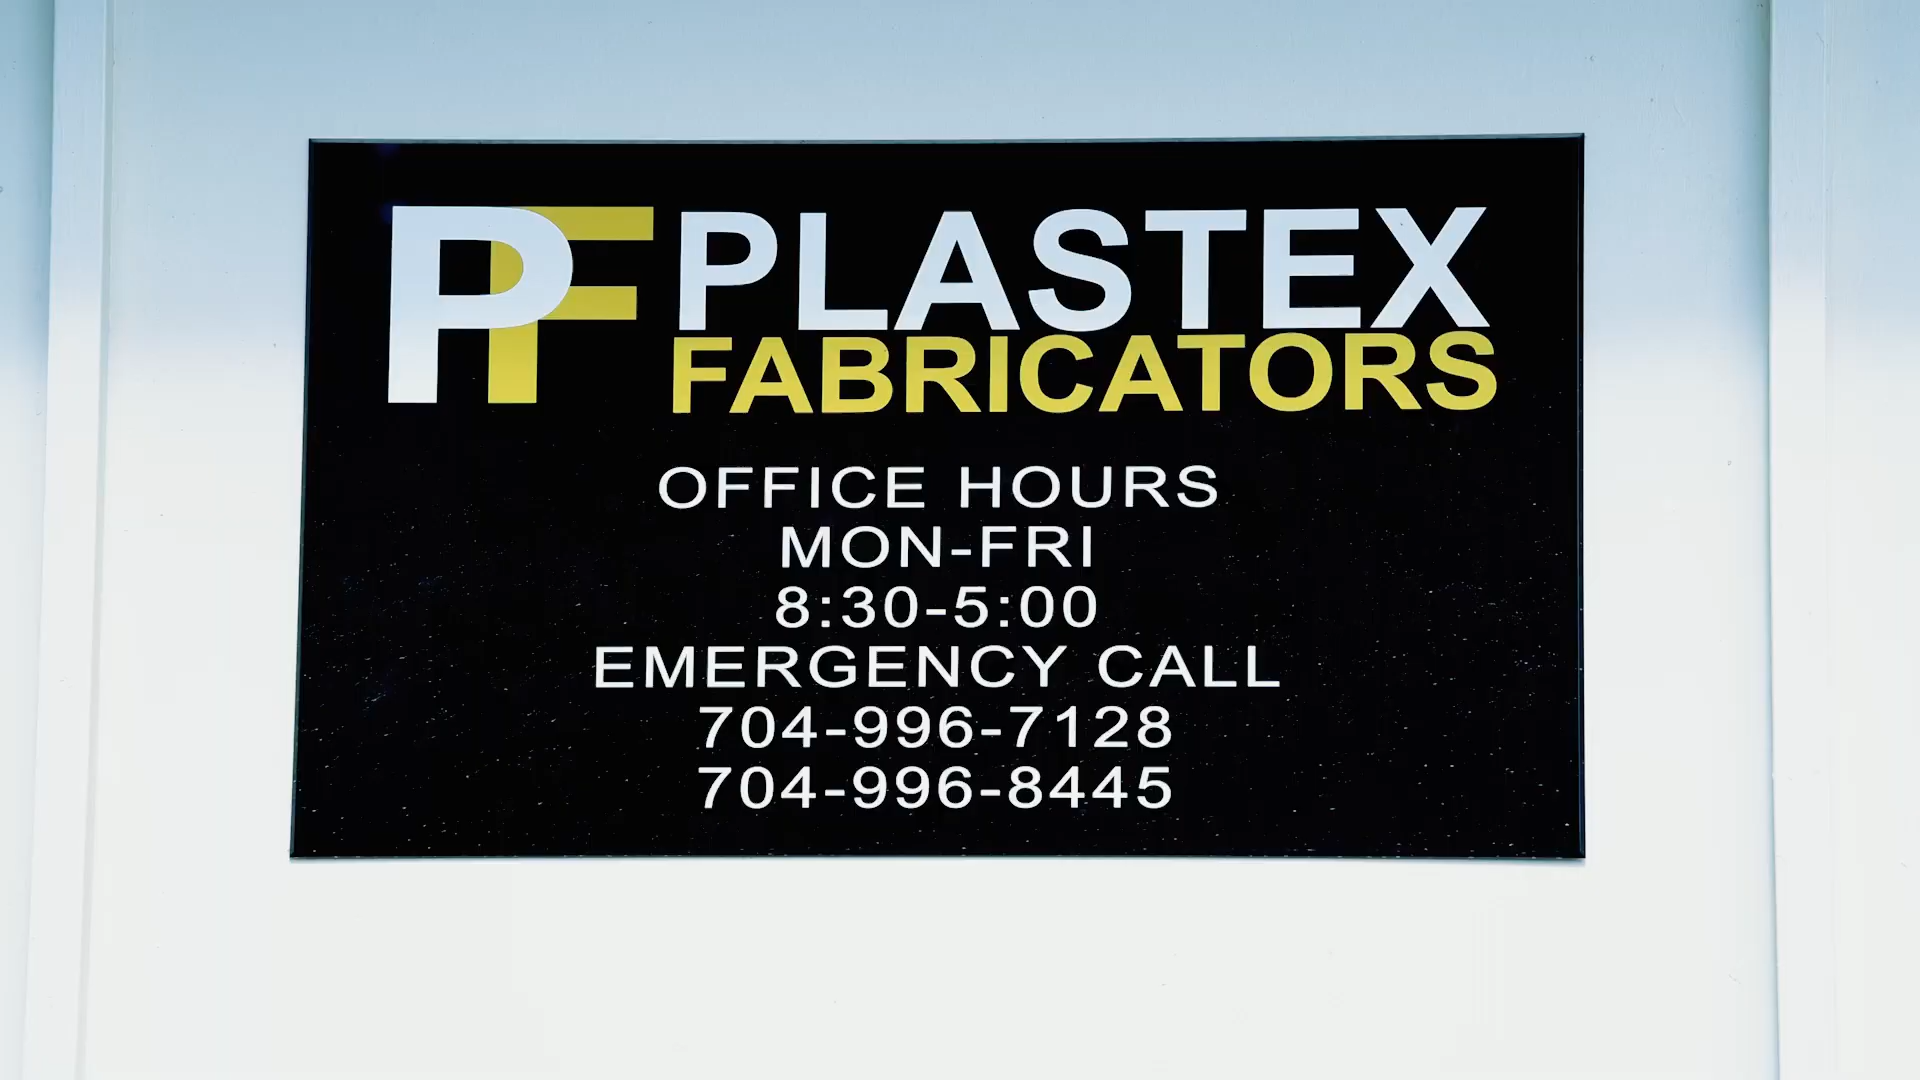 PF PLASTEX
FABRICATORS
OFFICE HOURS
MON-FRI
8:30-5:00
EMERGENCY CALL
704-996-7128
704-996-8445